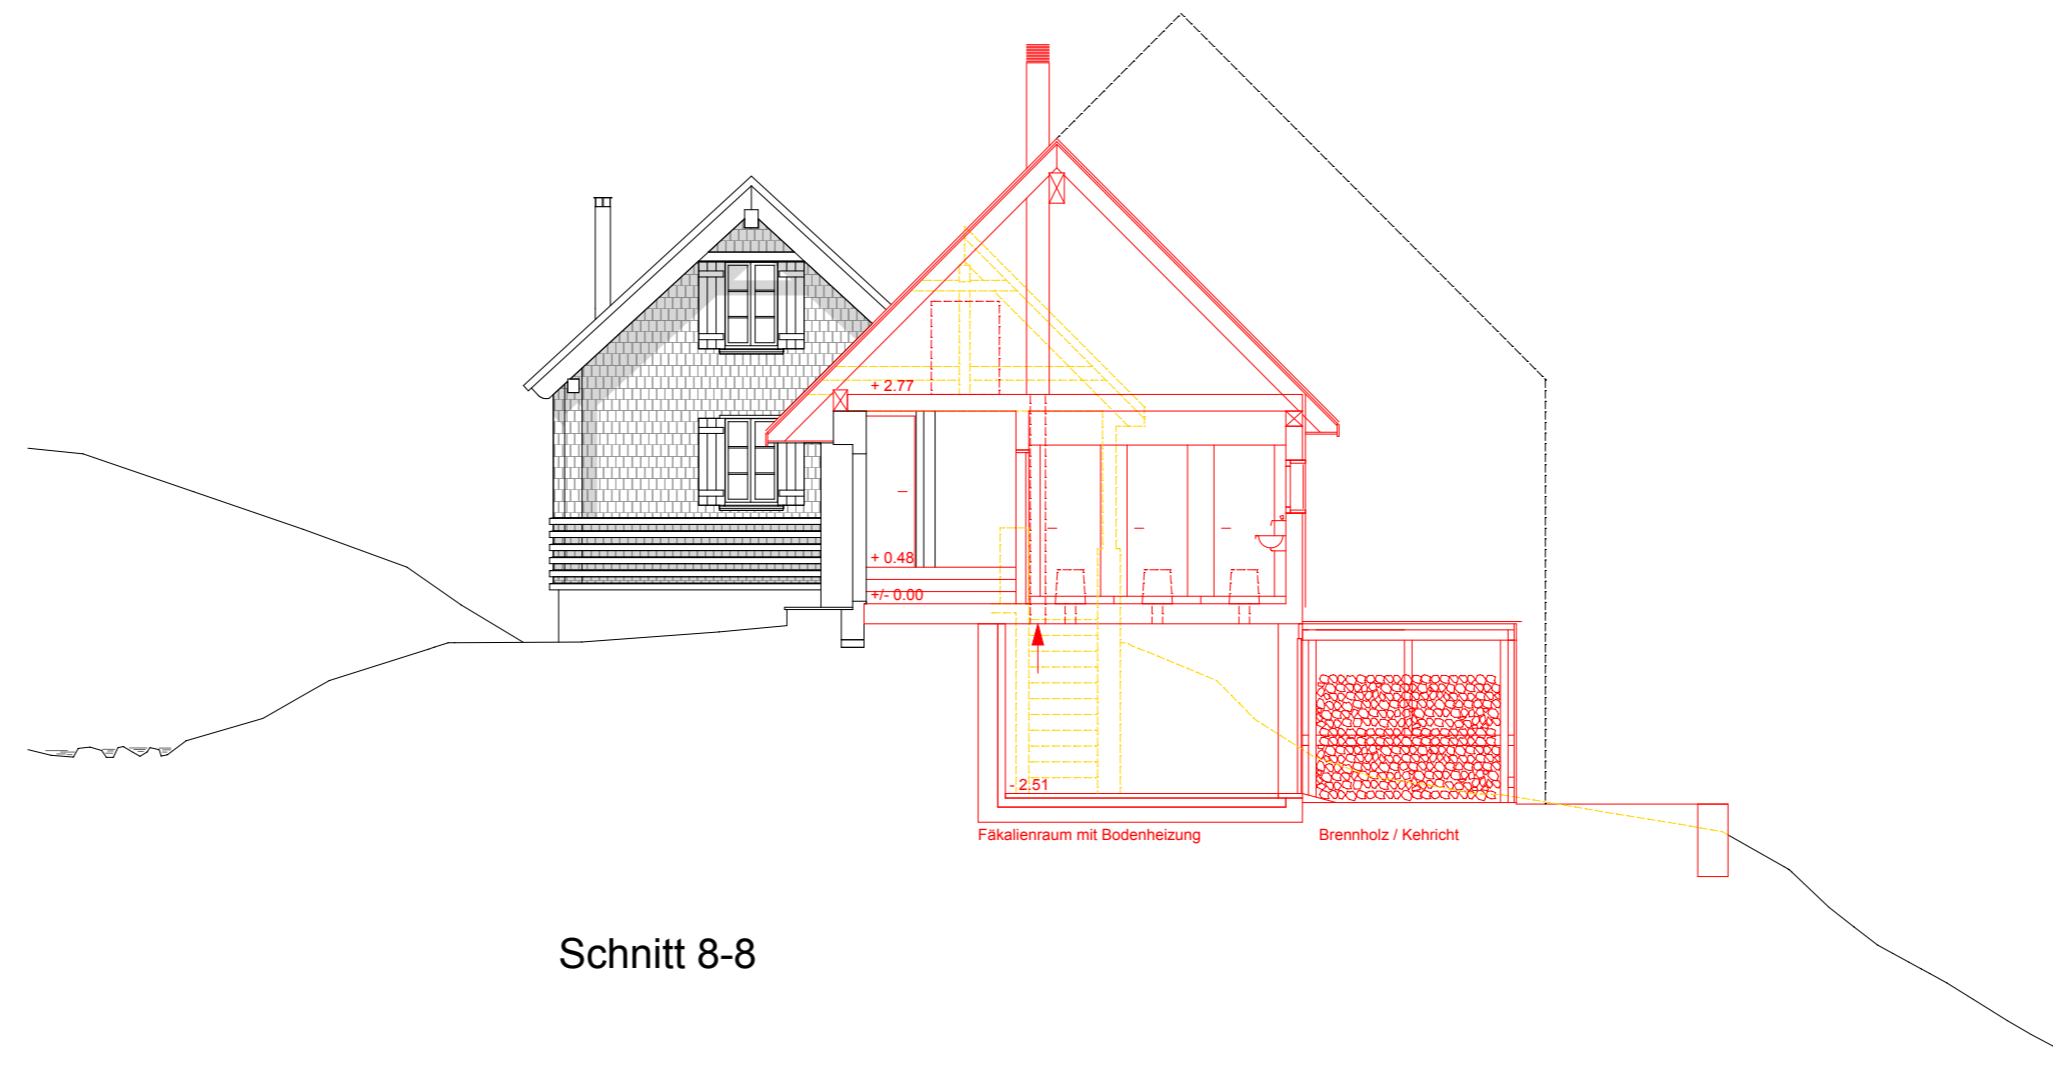 + 2.77
+ 0.48
+/- 0.00
- 2.51
Fäkalienraum mit Bodenheizung
Brennholz / Kehricht
Schnitt 8-8